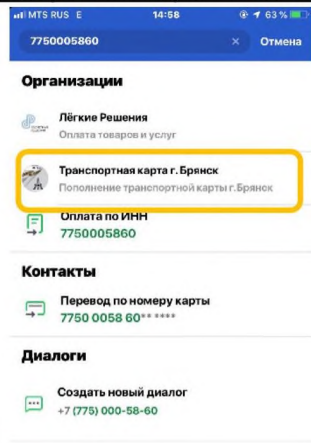 MTS RUS E 14:58 63 %
7750005860 × Отмена
Организации
Лёгкие Решения
Оплата товаров и услуг
Транспортная карта г. Брянск
Пополнение транспортной карты г.Брянск
Оплата по ИНН
7750005860
Контакты
Перевод по номеру карты
7750 0058 60** ****
Диалоги
Создать новый диалог
+7 (775) 000-58-60